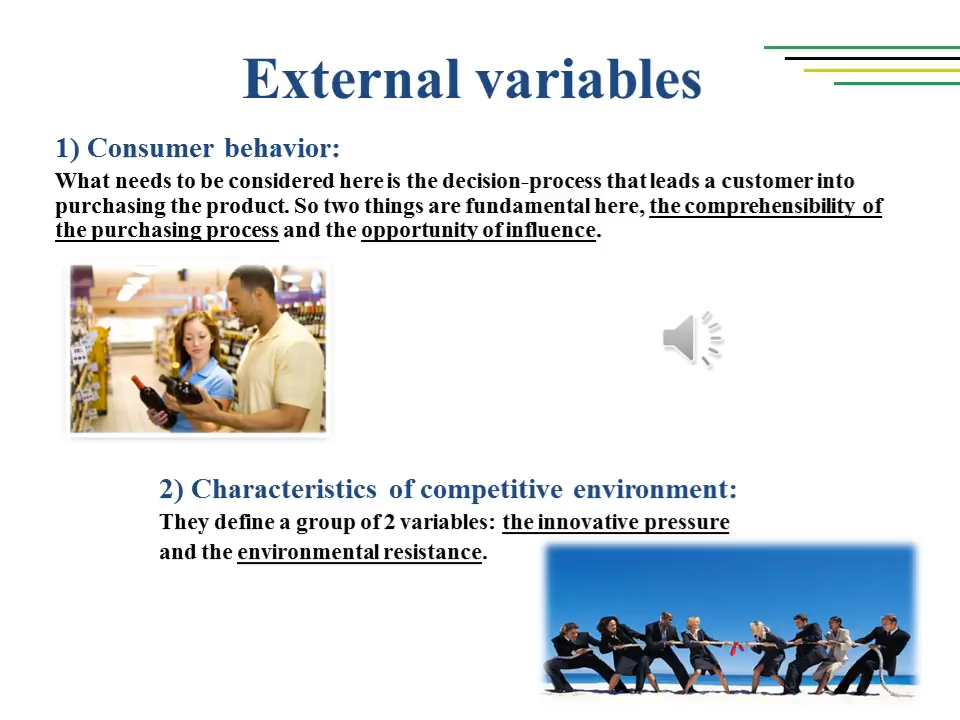 External variables
1) Consumer behavior:
What needs to be considered here is the decision-process that leads a customer into
purchasing the product. So two things are fundamental here, the comprehensibility of
the purchasing process and the opportunity of influence.
2) Characteristics of competitive environment:
They define a group of 2 variables: the innovative pressure
and the environmental resistance.